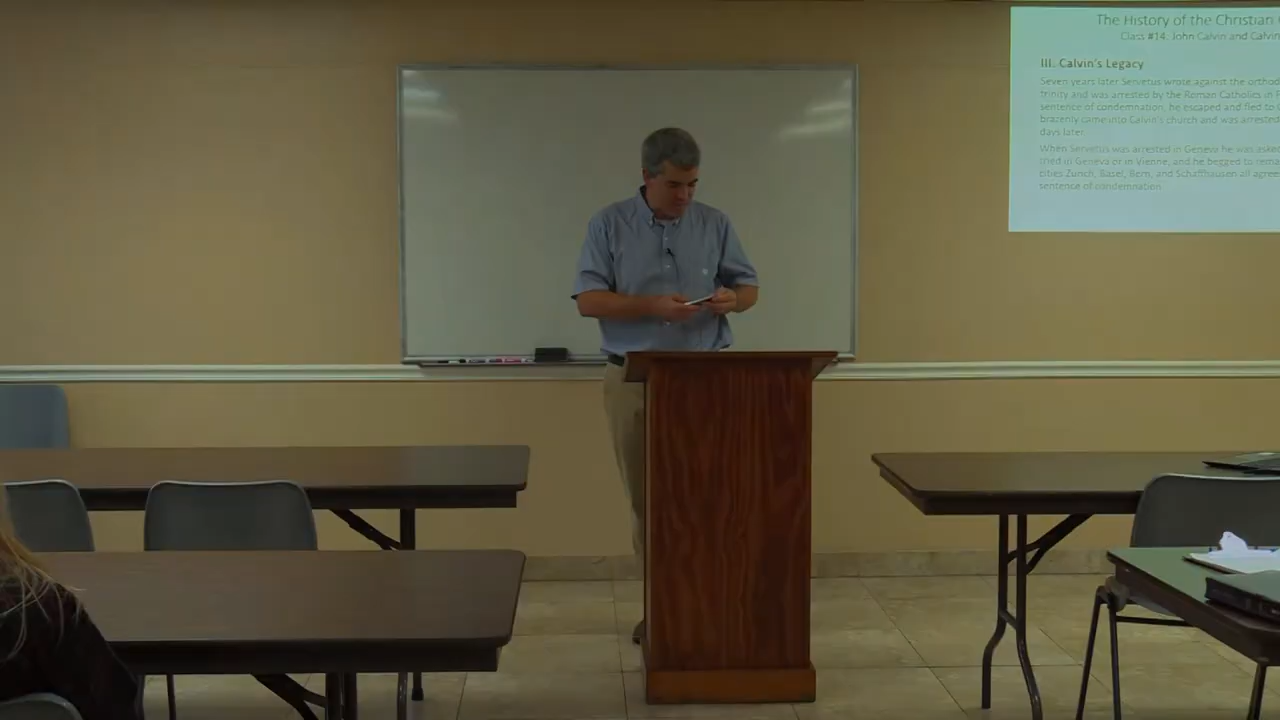 The History of the Christian
Class #14: John Calvin and Calvin
III. Calvin's Legacy
Seven years later Servetus wrote against the orthod
trinity and was arrested by the Roman Catholics in
sentence of condemnation, he escaped and fled to
brazenly came into Calvin's church and was arrested
days later.
When Servetus was arrested in Geneva he was aske
tried in Geneva or in Vienne, and he begged to rema
cities Zurich, Basel, Bern, and Schaffhausen all agree
sentence of condemnation.